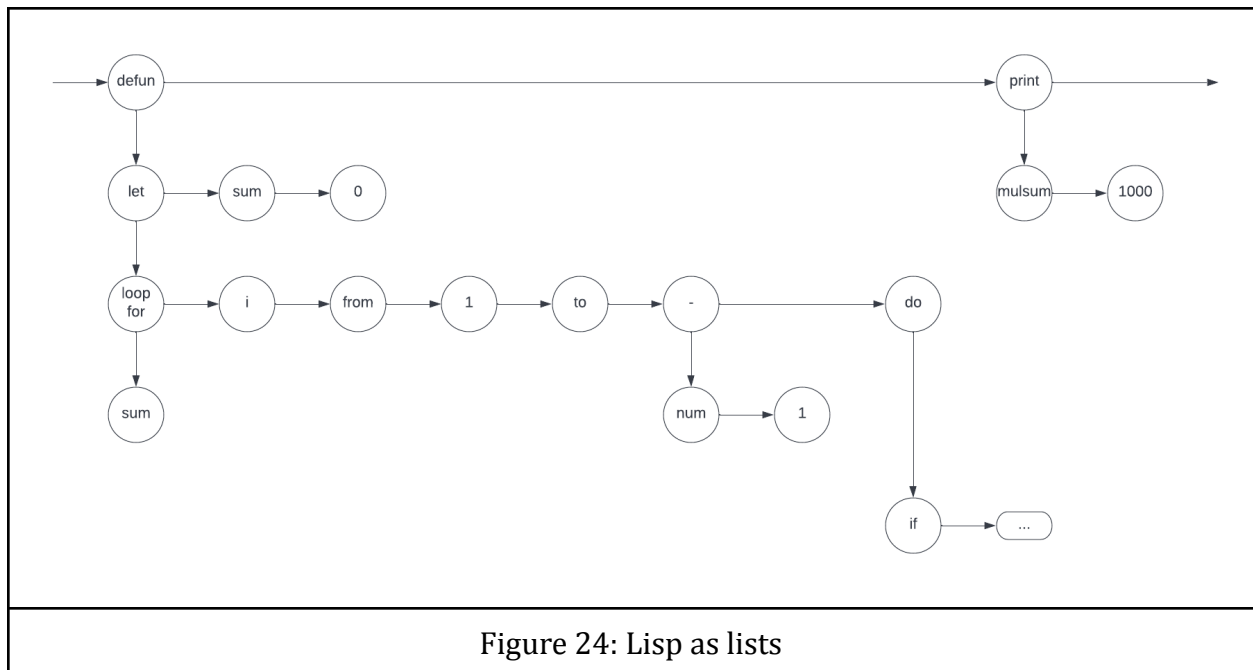 defun
print
let
sum
0
mulsum
1000
loop
for
i
from
1
to
-
do
sum
num
1
if
...
Figure 24: Lisp as lists